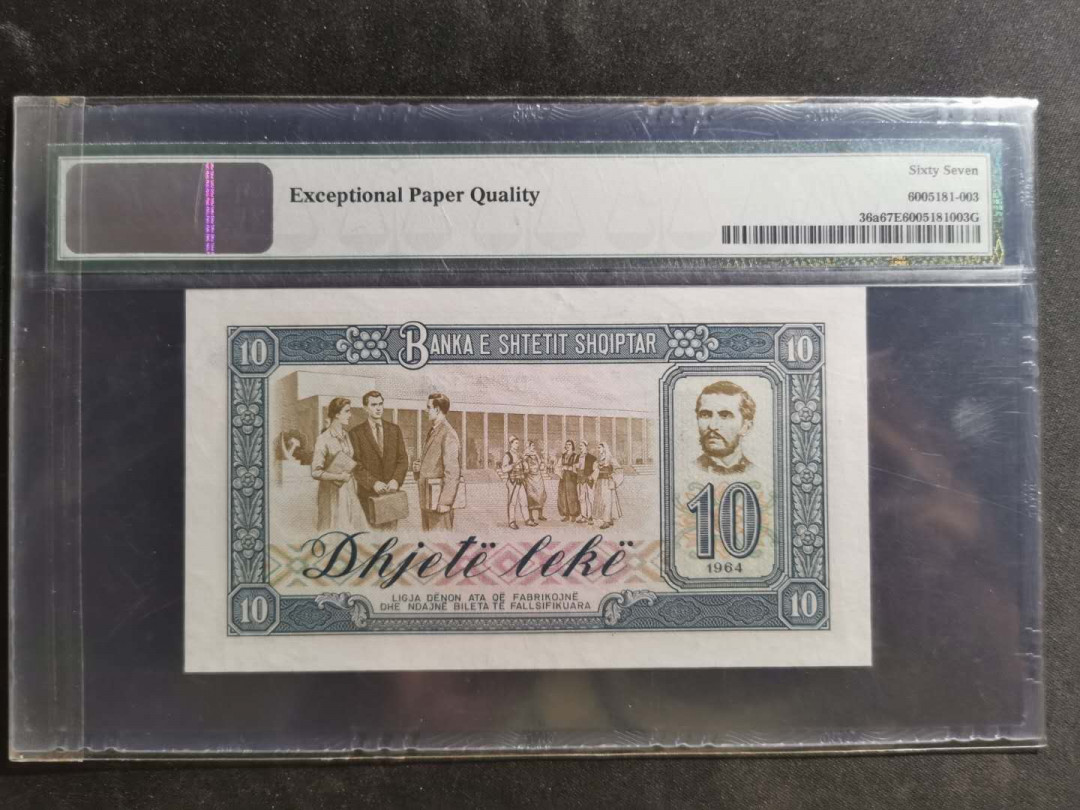 Exceptional Paper Quality
Sixty Seven
6005181-003
36a67E6005181003G
10
BANKA E SHTETIT SHQIPTAR
10
10
1964
Dhjetë lekë
LIGJA DËNON ATA QË FABRIKOJNË
DHE NDAJNË BILETA TË FALLSIFIKUARA
10
10